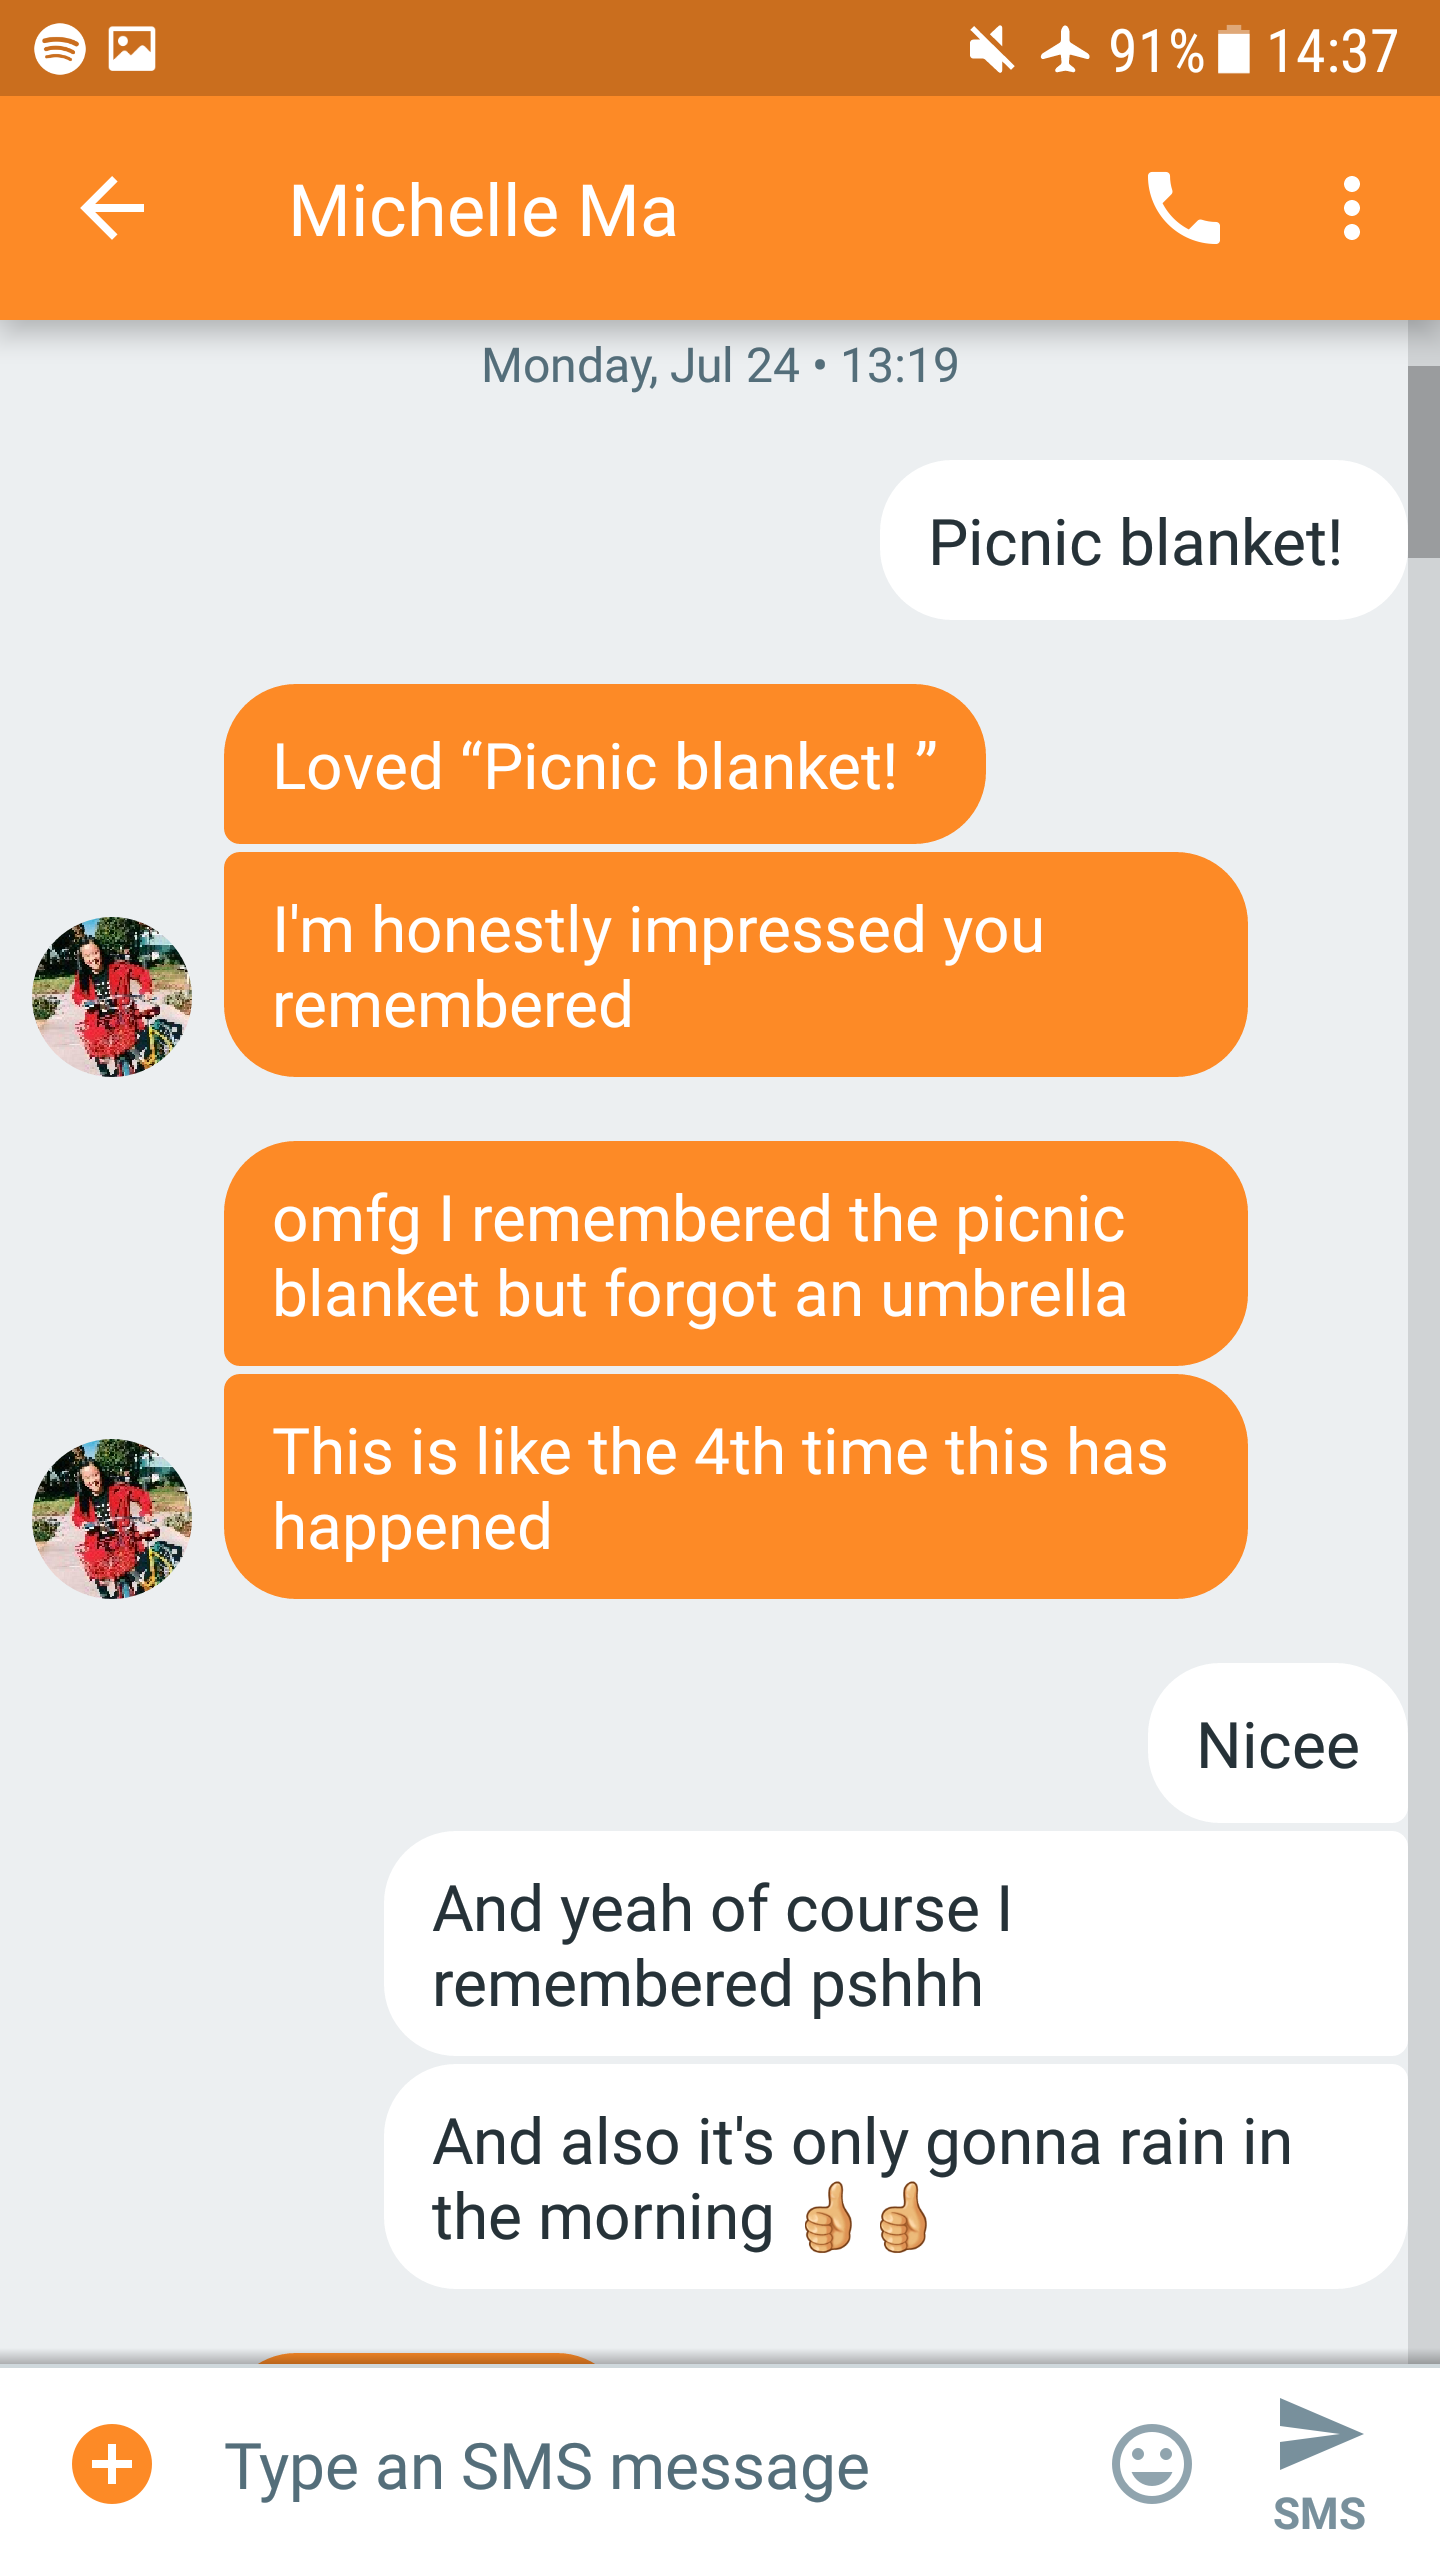 91% 14:37
Michelle Ma
Monday, Jul 24 • 13:19
Picnic blanket!
Loved “Picnic blanket! ”
I'm honestly impressed you
remembered
omfg I remembered the picnic
blanket but forgot an umbrella
This is like the 4th time this has
happened
Nicee
And yeah of course I
remembered pshhh
And also it's only gonna rain in
the morning 👍🏼👍🏼
Type an SMS message
SMS